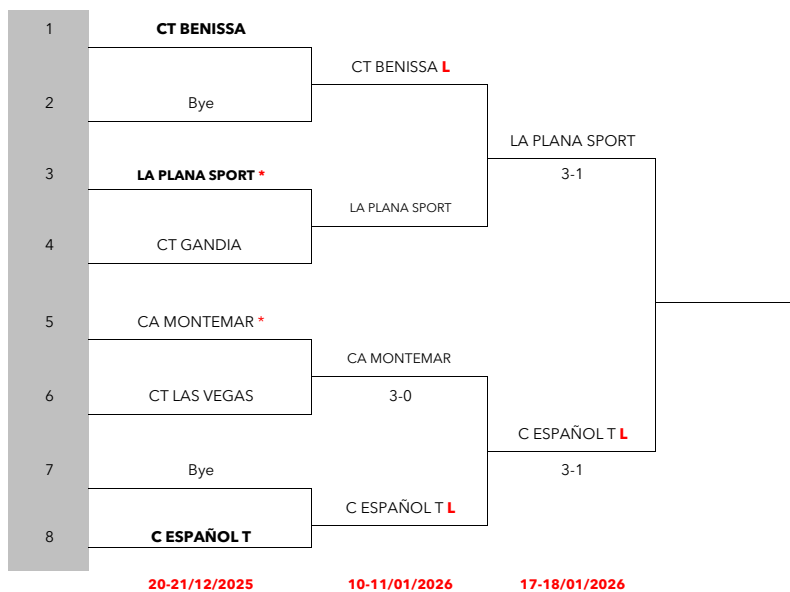 1 CT BENISSA
CT BENISSA L
2 Bye
LA PLANA SPORT
3 LA PLANA SPORT *
3-1
LA PLANA SPORT
4 CT GANDIA
5 CA MONTEMAR *
CA MONTEMAR
6 CT LAS VEGAS
3-0
C ESPAÑOL T L
7 Bye
3-1
C ESPAÑOL T L
8 C ESPAÑOL T
20-21/12/2025 10-11/01/2026 17-18/01/2026